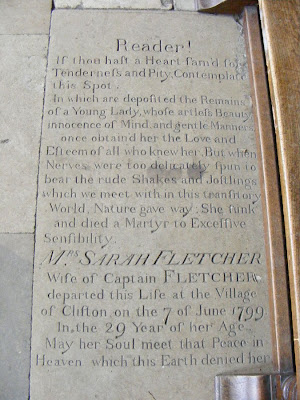 Reader!
If thou haſt a Heart fam'd for
Tenderneſs and Pity, Contemplate
this Spot.
In which are depoſited the Remains
of a Young Lady, whoſe artleſs Beauty
innocence of Mind, and gentle Manners
once obtain'd her the Love and
Eſteem of all who knew her, But when
Nerves were too delicately ſpun to
bear the rude Shakes and Joltlings
which we meet with in this tranſitory
World, Nature gave way; She ſunk
and died a Martyr to Exceſſive
Senſibility.
Mrs SARAH FLETCHER
Wife of Captain FLETCHER,
departed this Life at the Village
of Clifton on the 7 of June 1799
In the 29 Year of her Age
May her Soul meet that Peace in
Heaven which this Earth denied her